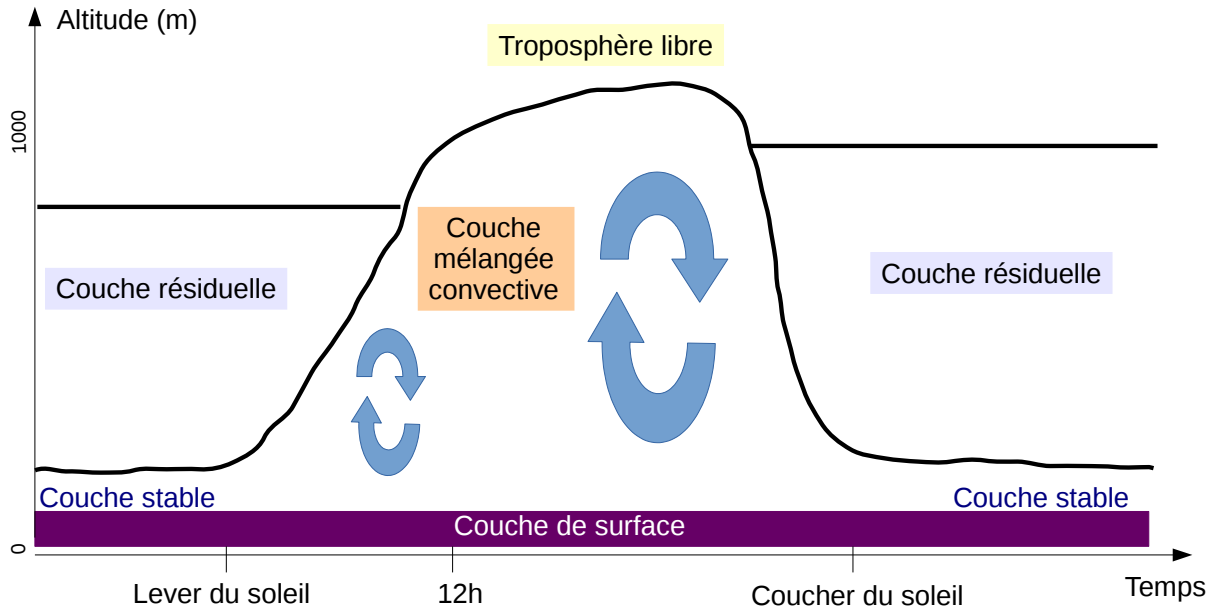 Altitude (m)
Troposphère libre
1000
Couche
mélangée
convective
Couche résiduelle
Couche résiduelle
Couche stable
Couche stable
Couche de surface
0
Lever du soleil
12h
Coucher du soleil
Temps